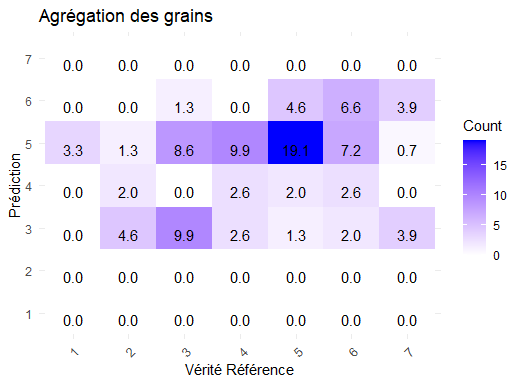 Agrégation des grains
7 0.0 0.0 0.0 0.0 0.0 0.0 0.0
6 0.0 0.0 1.3 0.0 4.6 6.6 3.9
5 3.3 1.3 8.6 9.9 19.1 7.2 0.7
4 0.0 2.0 0.0 2.6 2.0 2.6 0.0
3 0.0 4.6 9.9 2.6 1.3 2.0 3.9
2 0.0 0.0 0.0 0.0 0.0 0.0 0.0
1 0.0 0.0 0.0 0.0 0.0 0.0 0.0
1 2 3 4 5 6 7
Vérité Référence
Prédiction
Count
15
10
5
0